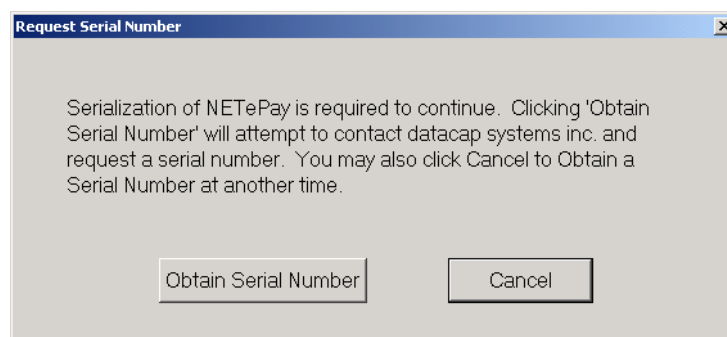 Request Serial Number
Serialization of NETePay is required to continue.  Clicking 'Obtain
Serial Number' will attempt to contact datacap systems inc. and
request a serial number.  You may also click Cancel to Obtain a
Serial Number at another time.
Obtain Serial Number
Cancel